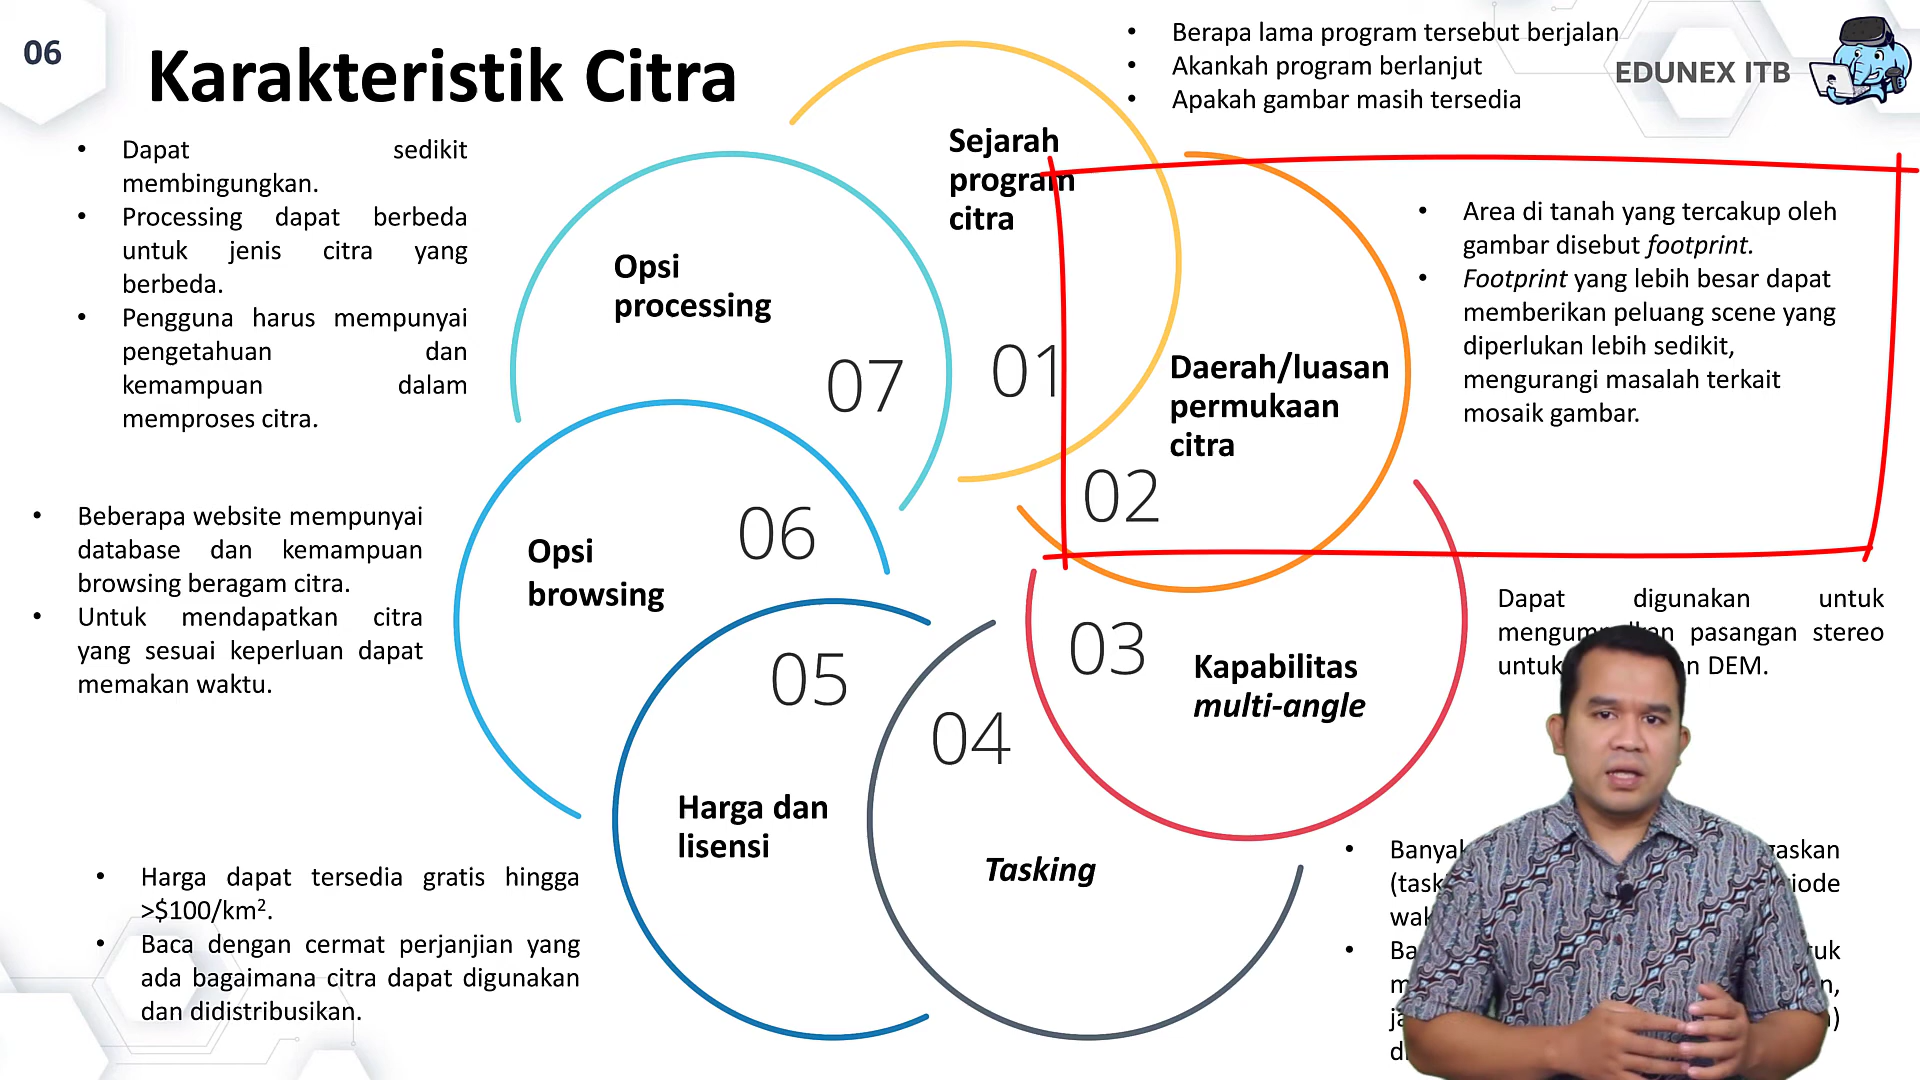 06
Karakteristik Citra
EDUNEX ITB
• Berapa lama program tersebut berjalan
• Akankah program berlanjut
• Apakah gambar masih tersedia
Sejarah
program
citra
01
• Area di tanah yang tercakup oleh
gambar disebut footprint.
• Footprint yang lebih besar dapat
memberikan peluang scene yang
diperlukan lebih sedikit,
mengurangi masalah terkait
mosaik gambar.
Daerah/luasan
permukaan
citra
02
Dapat digunakan untuk
pasangan stereo
untuk DEM.
03
Kapabilitas
multi-angle
04
Tasking
• Banyak
•
05
Harga dan
lisensi
• Harga dapat tersedia gratis hingga
>$100/km².
• Baca dengan cermat perjanjian yang
ada bagaimana citra dapat digunakan
dan didistribusikan.
06
Opsi
browsing
• Beberapa website mempunyai
database dan kemampuan
browsing beragam citra.
• Untuk mendapatkan citra
yang sesuai keperluan dapat
memakan waktu.
Opsi
processing
07
• Dapat sedikit
membingungkan.
• Processing dapat berbeda
untuk jenis citra yang
berbeda.
• Pengguna harus mempunyai
pengetahuan dan
kemampuan dalam
memproses citra.